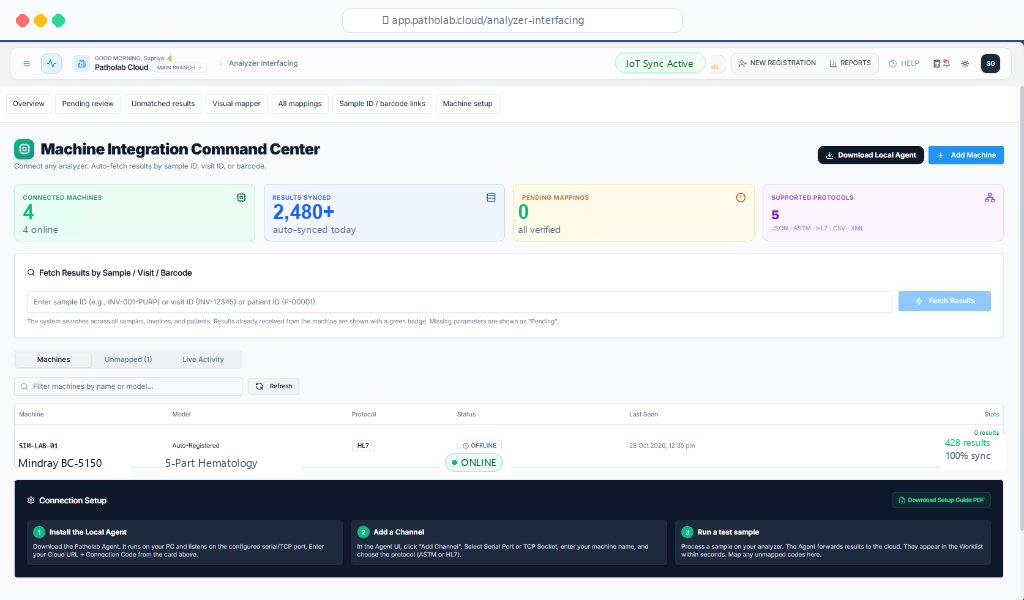 app.patholab.cloud/analyzer-interfacing
GOOD MORNING, Supriyo
Patholab Cloud MAIN BRANCH
Analyzer Interfacing
IoT Sync Active
NEW REGISTRATION
REPORTS
HELP
SG
Overview
Pending review
Unmatched results
Visual mapper
All mappings
Sample ID / barcode links
Machine setup
Machine Integration Command Center
Connect any analyzer. Auto-fetch results by sample ID, visit ID, or barcode.
Download Local Agent
+ Add Machine
CONNECTED MACHINES
4
4 online
RESULTS SYNCED
2,480+
auto-synced today
PENDING MAPPINGS
0
all verified
SUPPORTED PROTOCOLS
5
JSON · ASTM · HL7 · CSV · XML
Fetch Results by Sample / Visit / Barcode
Enter sample ID (e.g., INV-001-PURP) or visit ID (INV-12345) or patient ID (P-00001)
Fetch Results
The system searches across all samples, invoices, and patients. Results already received from the machine are shown with a green badge. Missing parameters are shown as "Pending".
Machines
Unmapped (1)
Live Activity
Filter machines by name or model...
Refresh
Machine Model Protocol Status Last Seen Stats
0 results
SIM-LAB-01 Auto-Registered HL7 OFFLINE 28 Oct 2026, 12:35 pm
428 results
Mindray BC-5150 5-Part Hematology ONLINE
100% sync
Connection Setup
Download Setup Guide PDF
1 Install the Local Agent
Download the Patholab Agent. It runs on your PC and listens on the configured serial/TCP port. Enter
your Cloud URL + Connection Code from the card above.
2 Add a Channel
In the Agent UI, click "Add Channel". Select Serial Port or TCP Socket, enter your machine name, and
choose the protocol (ASTM or HL7).
3 Run a test sample
Process a sample on your analyzer. The Agent forwards results to the cloud. They appear in the Worklist
within seconds. Map any unmapped codes here.